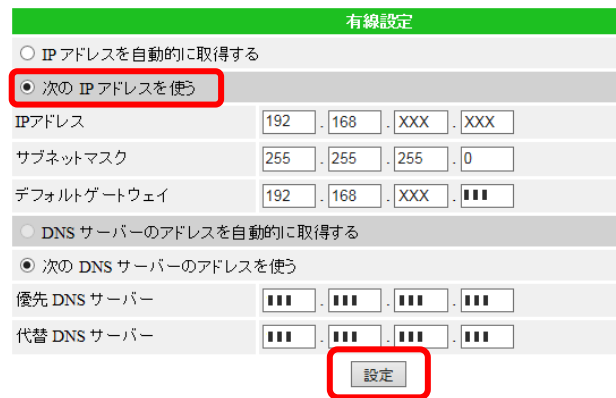 有線設定
IP アドレスを自動的に取得する
次の IP アドレスを使う
IPアドレス 192 . 168 . XXX . XXX
サブネットマスク 255 . 255 . 255 . 0
デフォルトゲートウェイ 192 . 168 . XXX .
DNS サーバーのアドレスを自動的に取得する
次の DNS サーバーのアドレスを使う
優先 DNS サーバー . . .
代替 DNS サーバー . . .
設定